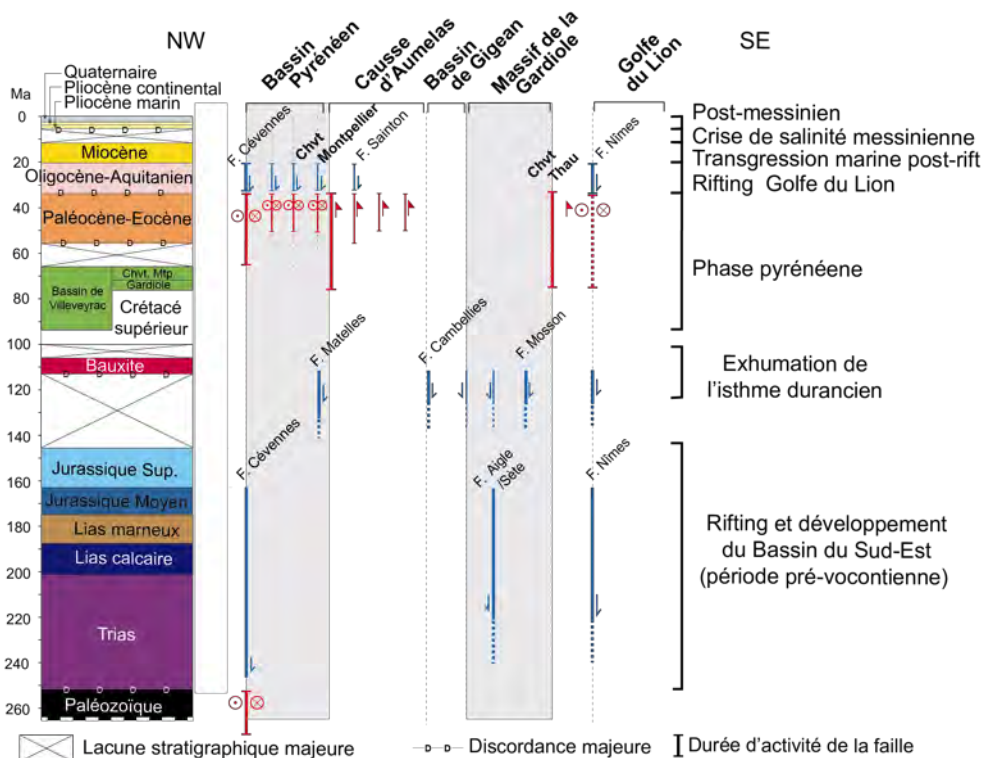 NW
SE
Bassin
Pyrénéen
Causse
d'Aumelas
Bassin
de Gigean
Massif de la
Gardiole
Golfe
du Lion
Quaternaire
Pliocène continental
Pliocène marin
Ma
0
20
40
60
80
100
120
140
160
180
200
220
240
260
D D D D
Miocène
Oligocène-Aquitanien
D D D D
Paléocène-Eocène
D D D D
Bassin de
Villeveyrac
Chvt. Mtp
Gardiole
Crétacé
supérieur
Bauxite
D D D D
Jurassique Sup.
Jurassique Moyen
Lias marneux
Lias calcaire
Trias
D D D D
Paléozoïque
F. Cévennes
Chvt
Montpellier
F. Sainton
Chvt
Thau
F. Nîmes
F. Matelles
F. Cambellies
F. Mosson
F. Cévennes
F. Aigle
/Sète
F. Nîmes
Post-messinien
Crise de salinité messinienne
Transgression marine post-rift
Rifting Golfe du Lion
Phase pyrénéene
Exhumation de
l'isthme durancien
Rifting et développement
du Bassin du Sud-Est
(période pré-vocontienne)
Lacune stratigraphique majeure
D D Discordance majeure
Durée d'activité de la faille